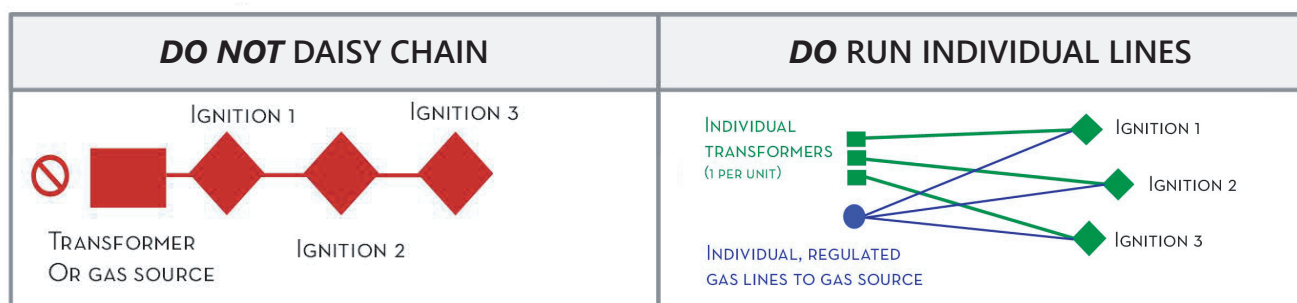 DO NOT DAISY CHAIN
IGNITION 1
IGNITION 3
TRANSFORMER
OR GAS SOURCE
IGNITION 2
DO RUN INDIVIDUAL LINES
INDIVIDUAL
TRANSFORMERS
(1 PER UNIT)
IGNITION 1
IGNITION 2
IGNITION 3
INDIVIDUAL, REGULATED
GAS LINES TO GAS SOURCE